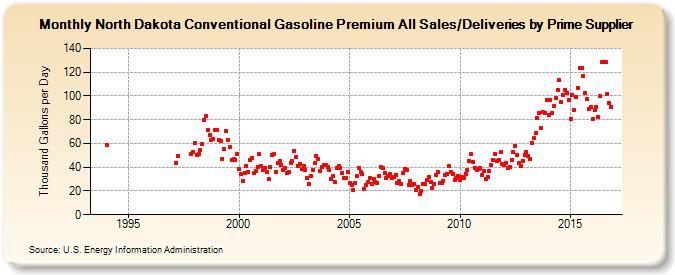 Monthly North Dakota Conventional Gasoline Premium All Sales/Deliveries by Prime Supplier
Thousand Gallons per Day
140
120
100
80
60
40
20
0
1995 2000 2005 2010 2015
Source: U.S. Energy Information Administration